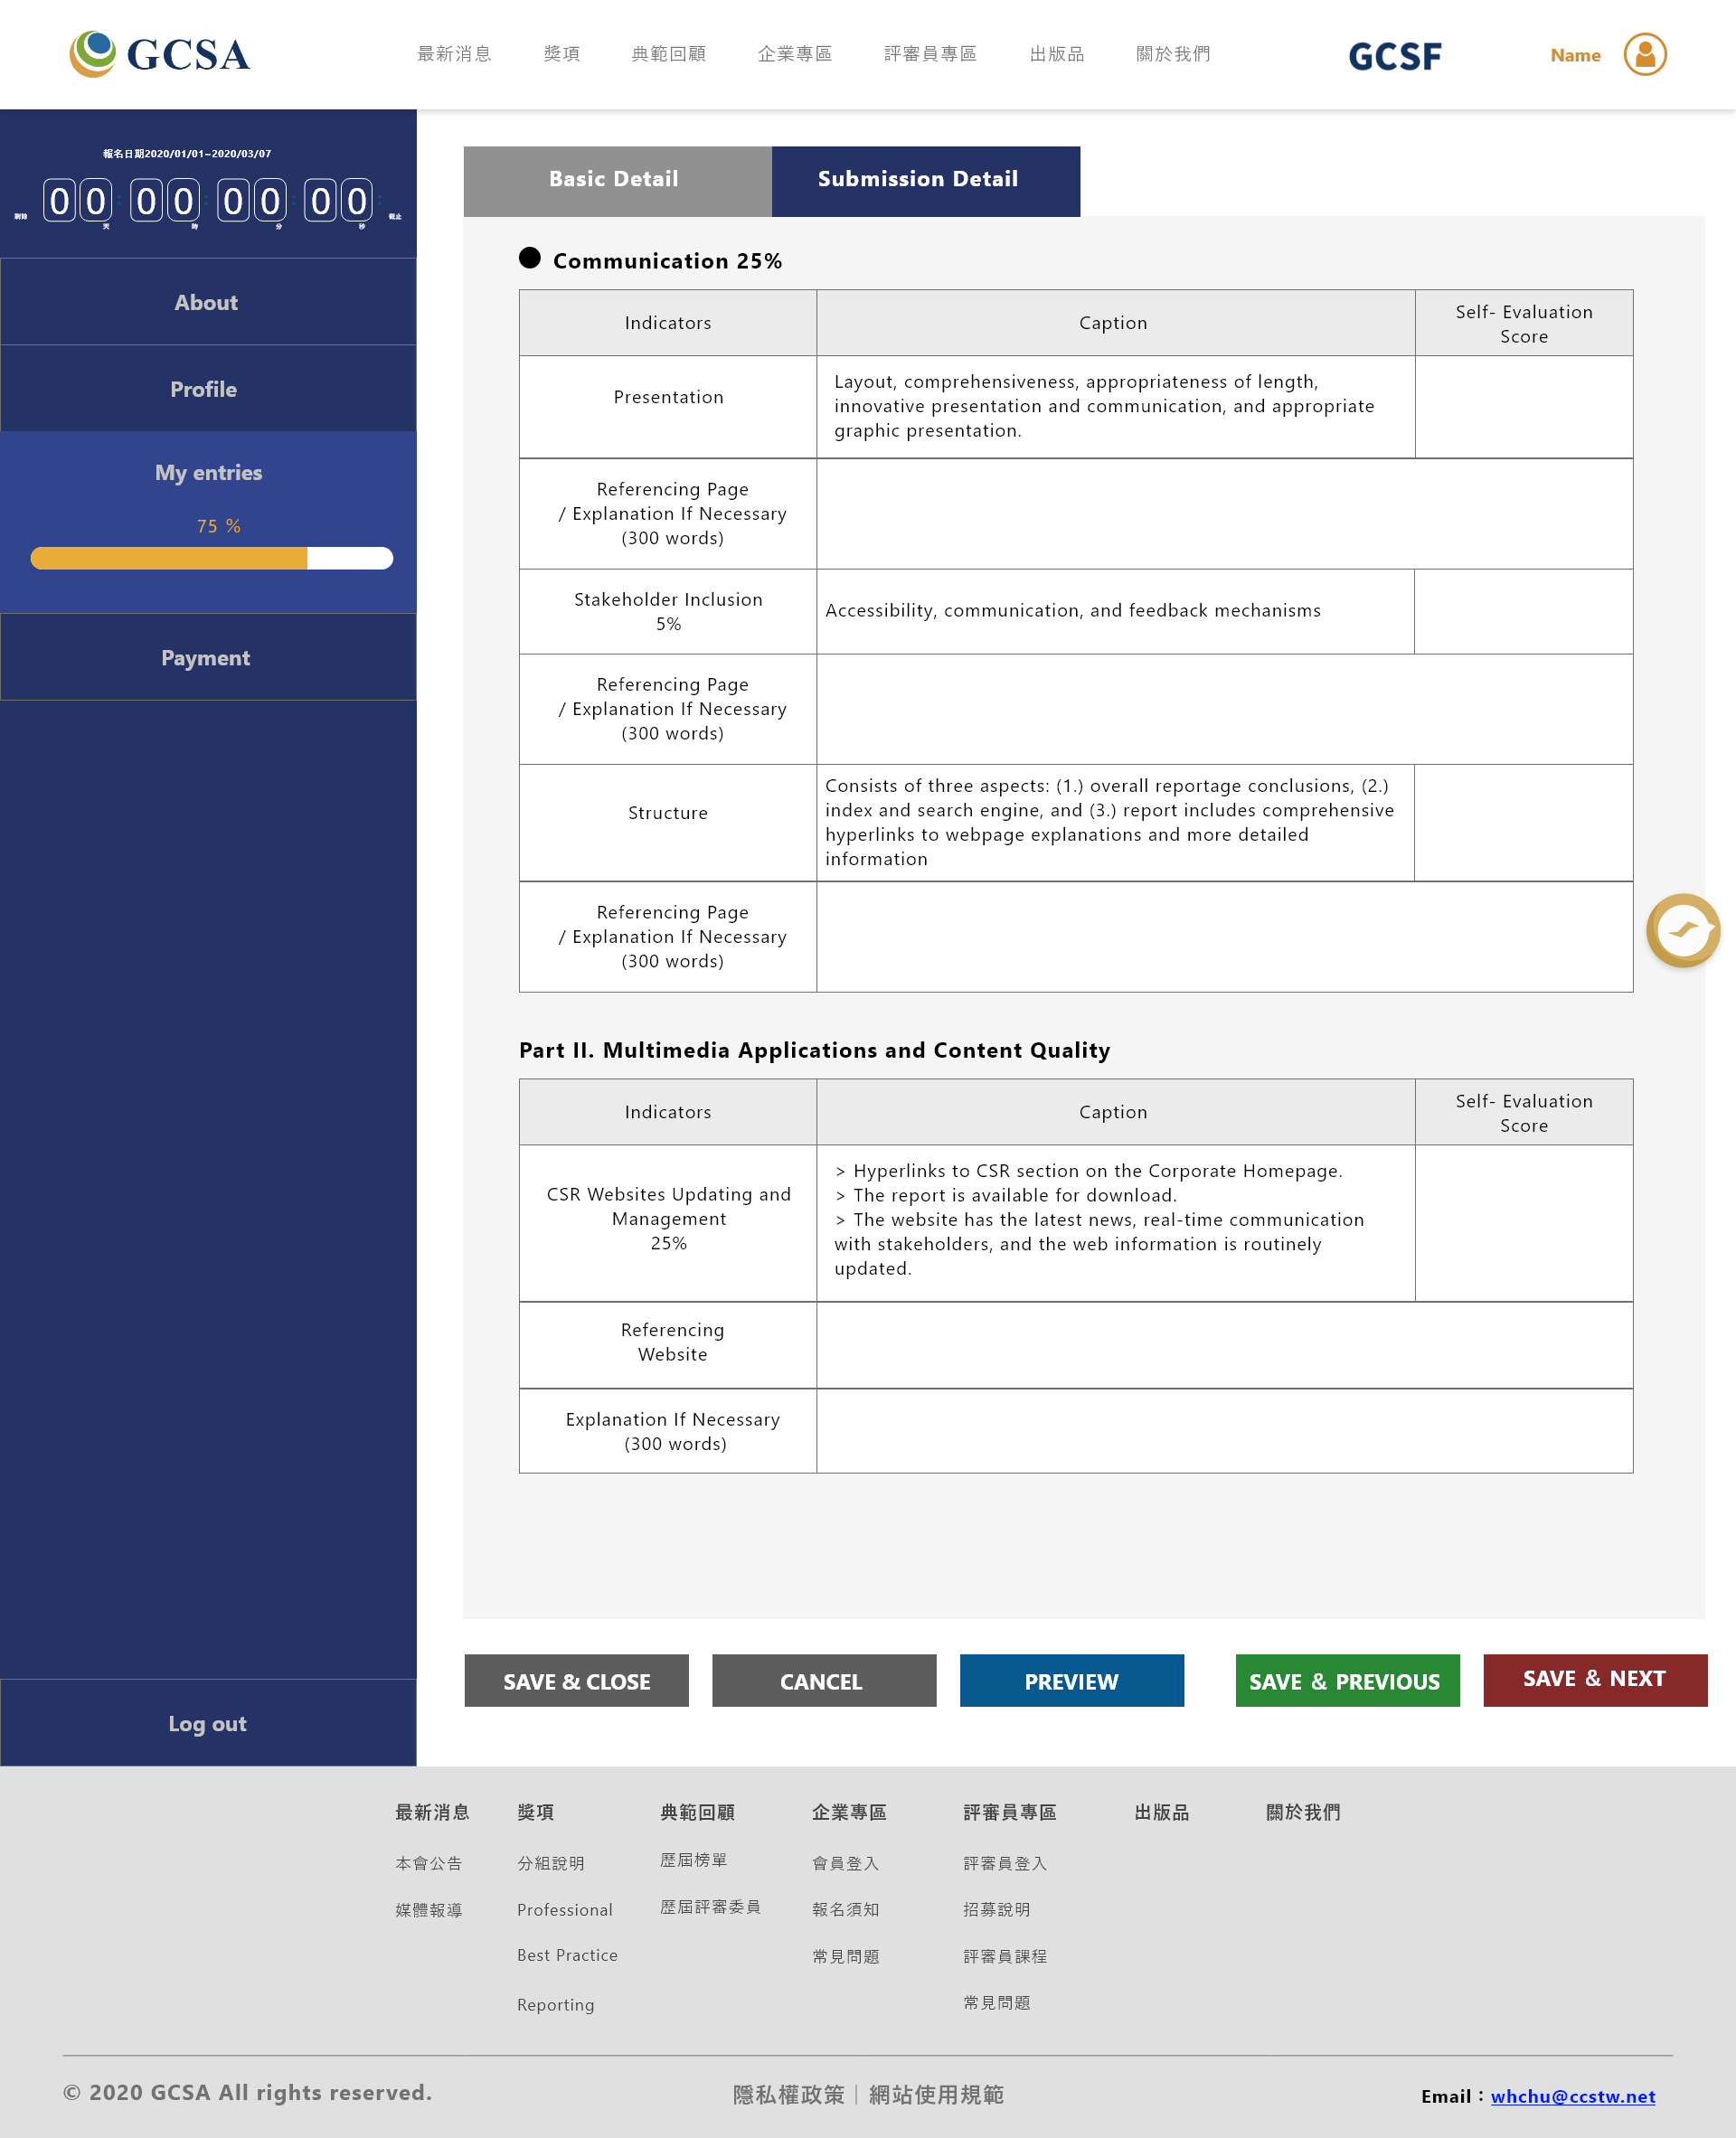 GCSA
最新消息 獎項 典範回顧 企業專區 評審員專區 出版品 關於我們
GCSF
Name
報名日期2020/01/01~2020/03/07
剩餘 00 : 00 : 00 : 00 : 截止
天 時 分 秒
About
Profile
My entries
75 %
Payment
Log out
Basic Detail
Submission Detail
Communication 25%
Indicators
Caption
Self- Evaluation
Score
Presentation
Layout, comprehensiveness, appropriateness of length,
innovative presentation and communication, and appropriate
graphic presentation.
Referencing Page
/ Explanation If Necessary
(300 words)
Stakeholder Inclusion
5%
Accessibility, communication, and feedback mechanisms
Referencing Page
/ Explanation If Necessary
(300 words)
Structure
Consists of three aspects: (1.) overall reportage conclusions, (2.)
index and search engine, and (3.) report includes comprehensive
hyperlinks to webpage explanations and more detailed
information
Referencing Page
/ Explanation If Necessary
(300 words)
Part II. Multimedia Applications and Content Quality
Indicators
Caption
Self- Evaluation
Score
CSR Websites Updating and
Management
25%
> Hyperlinks to CSR section on the Corporate Homepage.
> The report is available for download.
> The website has the latest news, real-time communication
with stakeholders, and the web information is routinely
updated.
Referencing
Website
Explanation If Necessary
(300 words)
SAVE & CLOSE
CANCEL
PREVIEW
SAVE & PREVIOUS
SAVE & NEXT
最新消息
本會公告
媒體報導
獎項
分組說明
Professional
Best Practice
Reporting
典範回顧
歷屆榜單
歷屆評審委員
企業專區
會員登入
報名須知
常見問題
評審員專區
評審員登入
招募說明
評審員課程
常見問題
出版品
關於我們
© 2020 GCSA All rights reserved.
隱私權政策｜網站使用規範
Email：whchu@ccstw.net